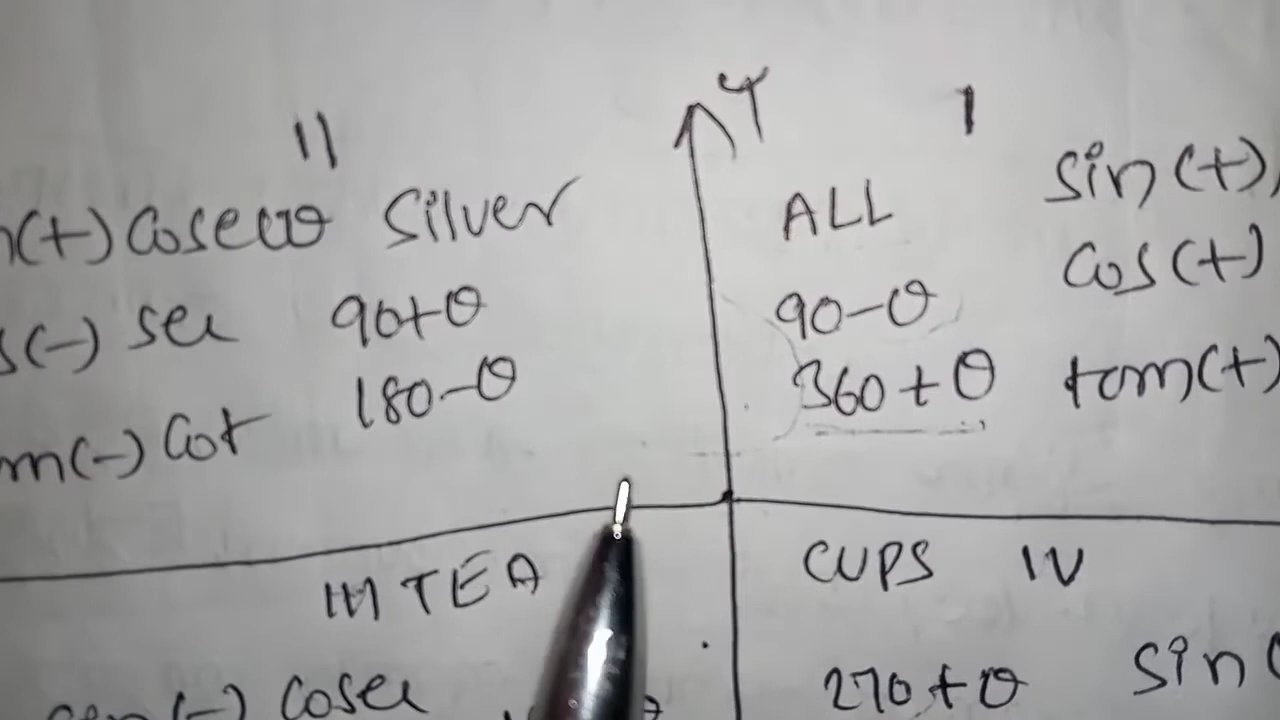 Y
II
I
n(+) Cosecθ Silver
ALL
sin(+),
s(-) sec 90+θ
90-θ
cos(+)
m(-) Cot 180-θ
360+θ
tan(+)
III TEA
CUPS IV
(-) Cosec
270+θ
sin(